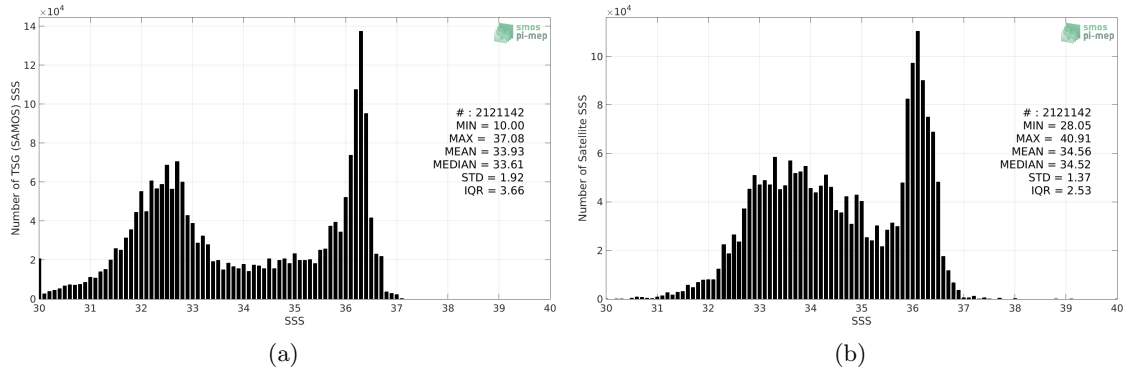 ×10⁴
14
12
10
8
6
4
2
0
Number of TSG (SAMOS) SSS
30 31 32 33 34 35 36 37 38 39 40
SSS
smos
pi-mep
# : 2121142
MIN = 10.00
MAX = 37.08
MEAN = 33.93
MEDIAN = 33.61
STD = 1.92
IQR = 3.66
(a)
×10⁴
10
8
6
4
2
0
Number of Satellite SSS
30 31 32 33 34 35 36 37 38 39 40
SSS
smos
pi-mep
# : 2121142
MIN = 28.05
MAX = 40.91
MEAN = 34.56
MEDIAN = 34.52
STD = 1.37
IQR = 2.53
(b)